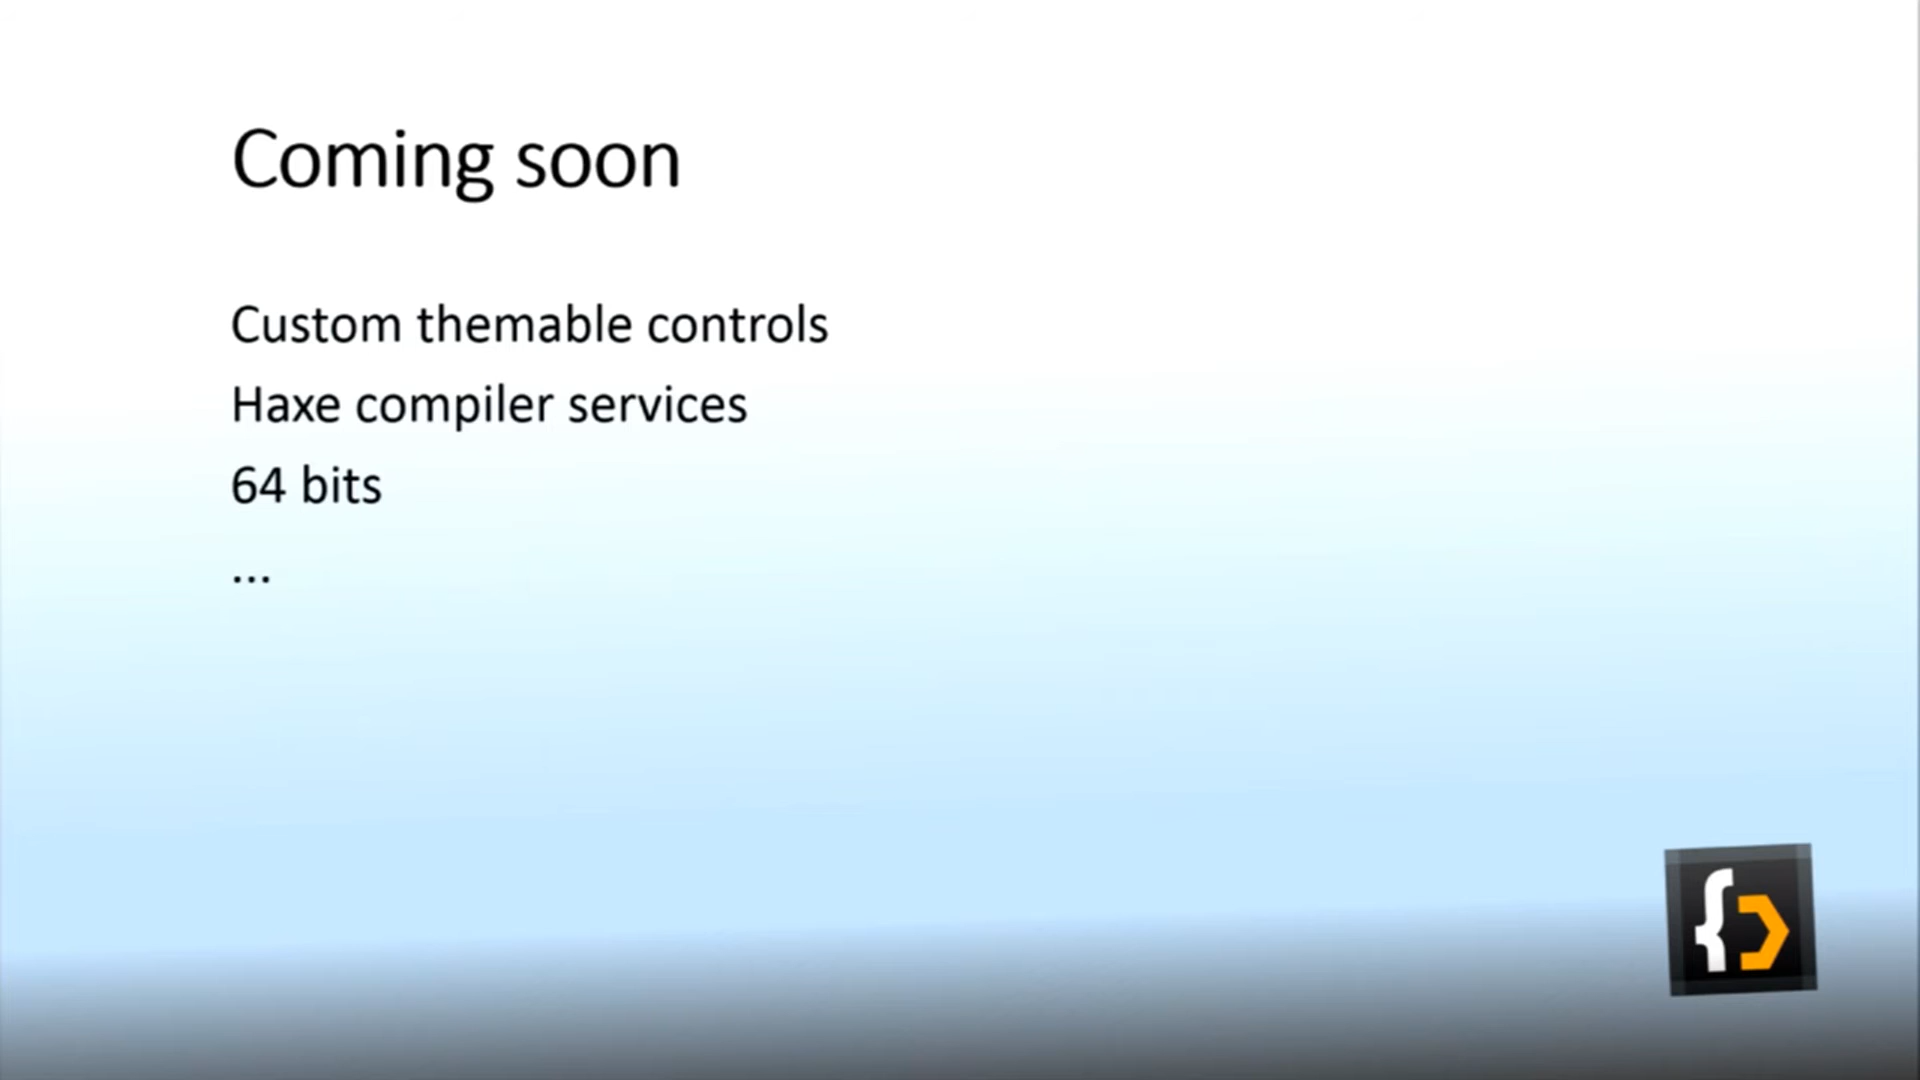 Coming soon
Custom themable controls
Haxe compiler services
64 bits
...